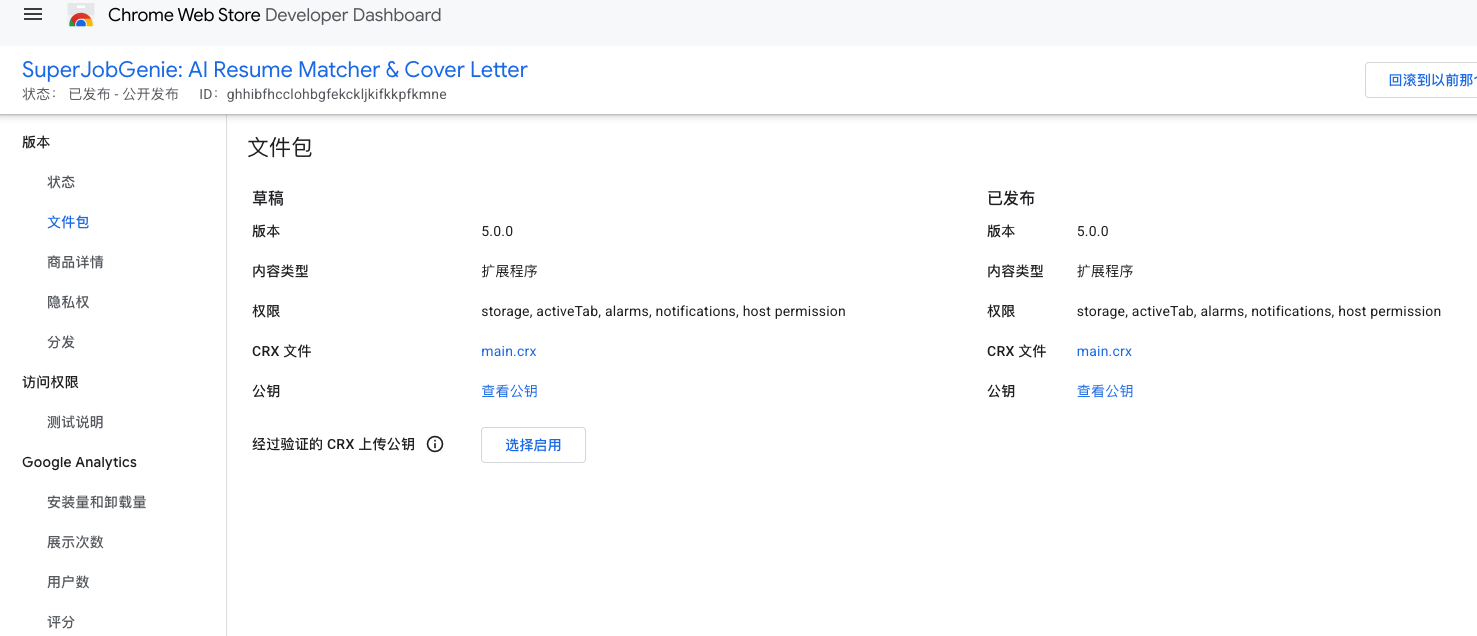 Chrome Web Store Developer Dashboard
SuperJobGenie: AI Resume Matcher & Cover Letter
状态： 已发布 - 公开发布 ID： ghhibfhcclohbgfekckljkifkkpfkmne
回滚到以前那个
版本
状态
文件包
商品详情
隐私权
分发
访问权限
测试说明
Google Analytics
安装量和卸载量
展示次数
用户数
评分
文件包
草稿
版本 5.0.0
内容类型 扩展程序
权限 storage, activeTab, alarms, notifications, host permission
CRX 文件 main.crx
公钥 查看公钥
经过验证的 CRX 上传公钥 选择启用
已发布
版本 5.0.0
内容类型 扩展程序
权限 storage, activeTab, alarms, notifications, host permission
CRX 文件 main.crx
公钥 查看公钥